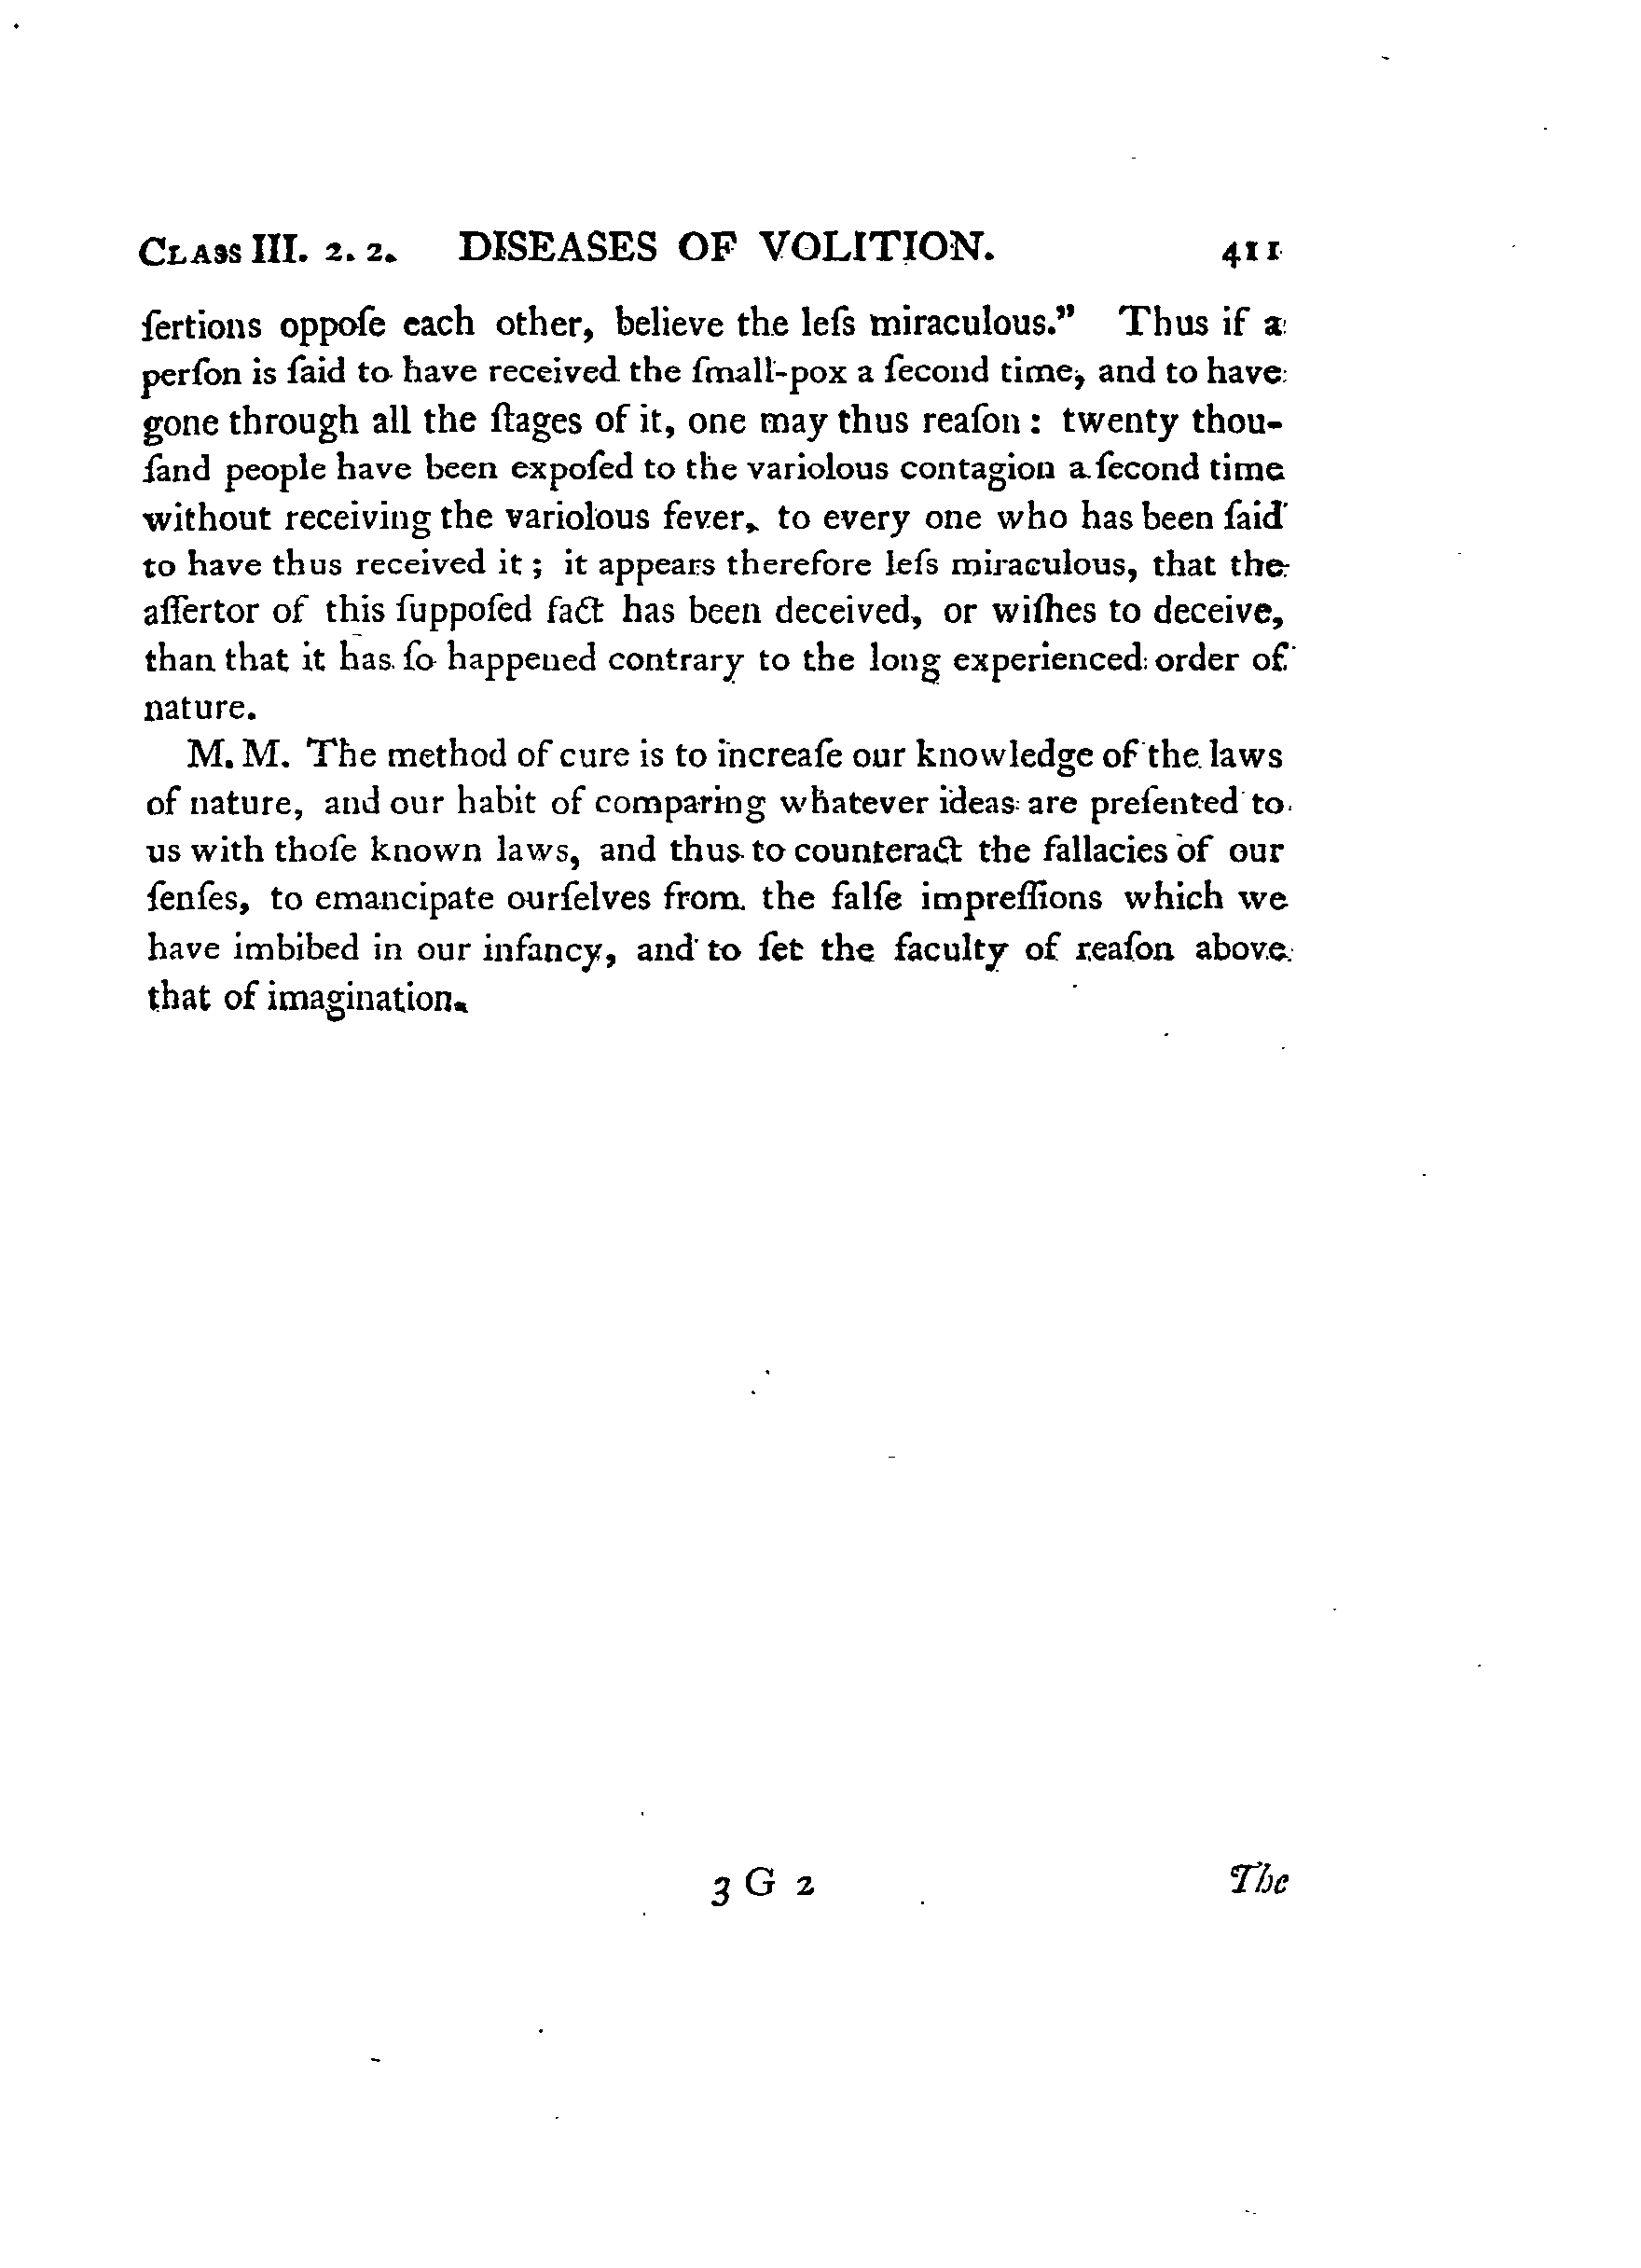 CLASS III. 2. 2. DISEASES OF VOLITION. 411
ſertions oppoſe each other, believe the leſs miraculous." Thus if a
perſon is ſaid to have received the ſmall-pox a ſecond time, and to have
gone through all the ſtages of it, one may thus reaſon : twenty thou-
ſand people have been expoſed to the variolous contagion a ſecond time
without receiving the variolous fever, to every one who has been ſaid
to have thus received it ; it appears therefore leſs miraculous, that the
aſſertor of this ſuppoſed fact has been deceived, or wiſhes to deceive,
than that it has ſo happened contrary to the long experienced order of
nature.
M. M. The method of cure is to increaſe our knowledge of the laws
of nature, and our habit of comparing whatever ideas are preſented to
us with thoſe known laws, and thus to counteract the fallacies of our
ſenſes, to emancipate ourſelves from the falſe impreſſions which we
have imbibed in our infancy, and to ſet the faculty of reaſon above
that of imagination.
3 G 2 The